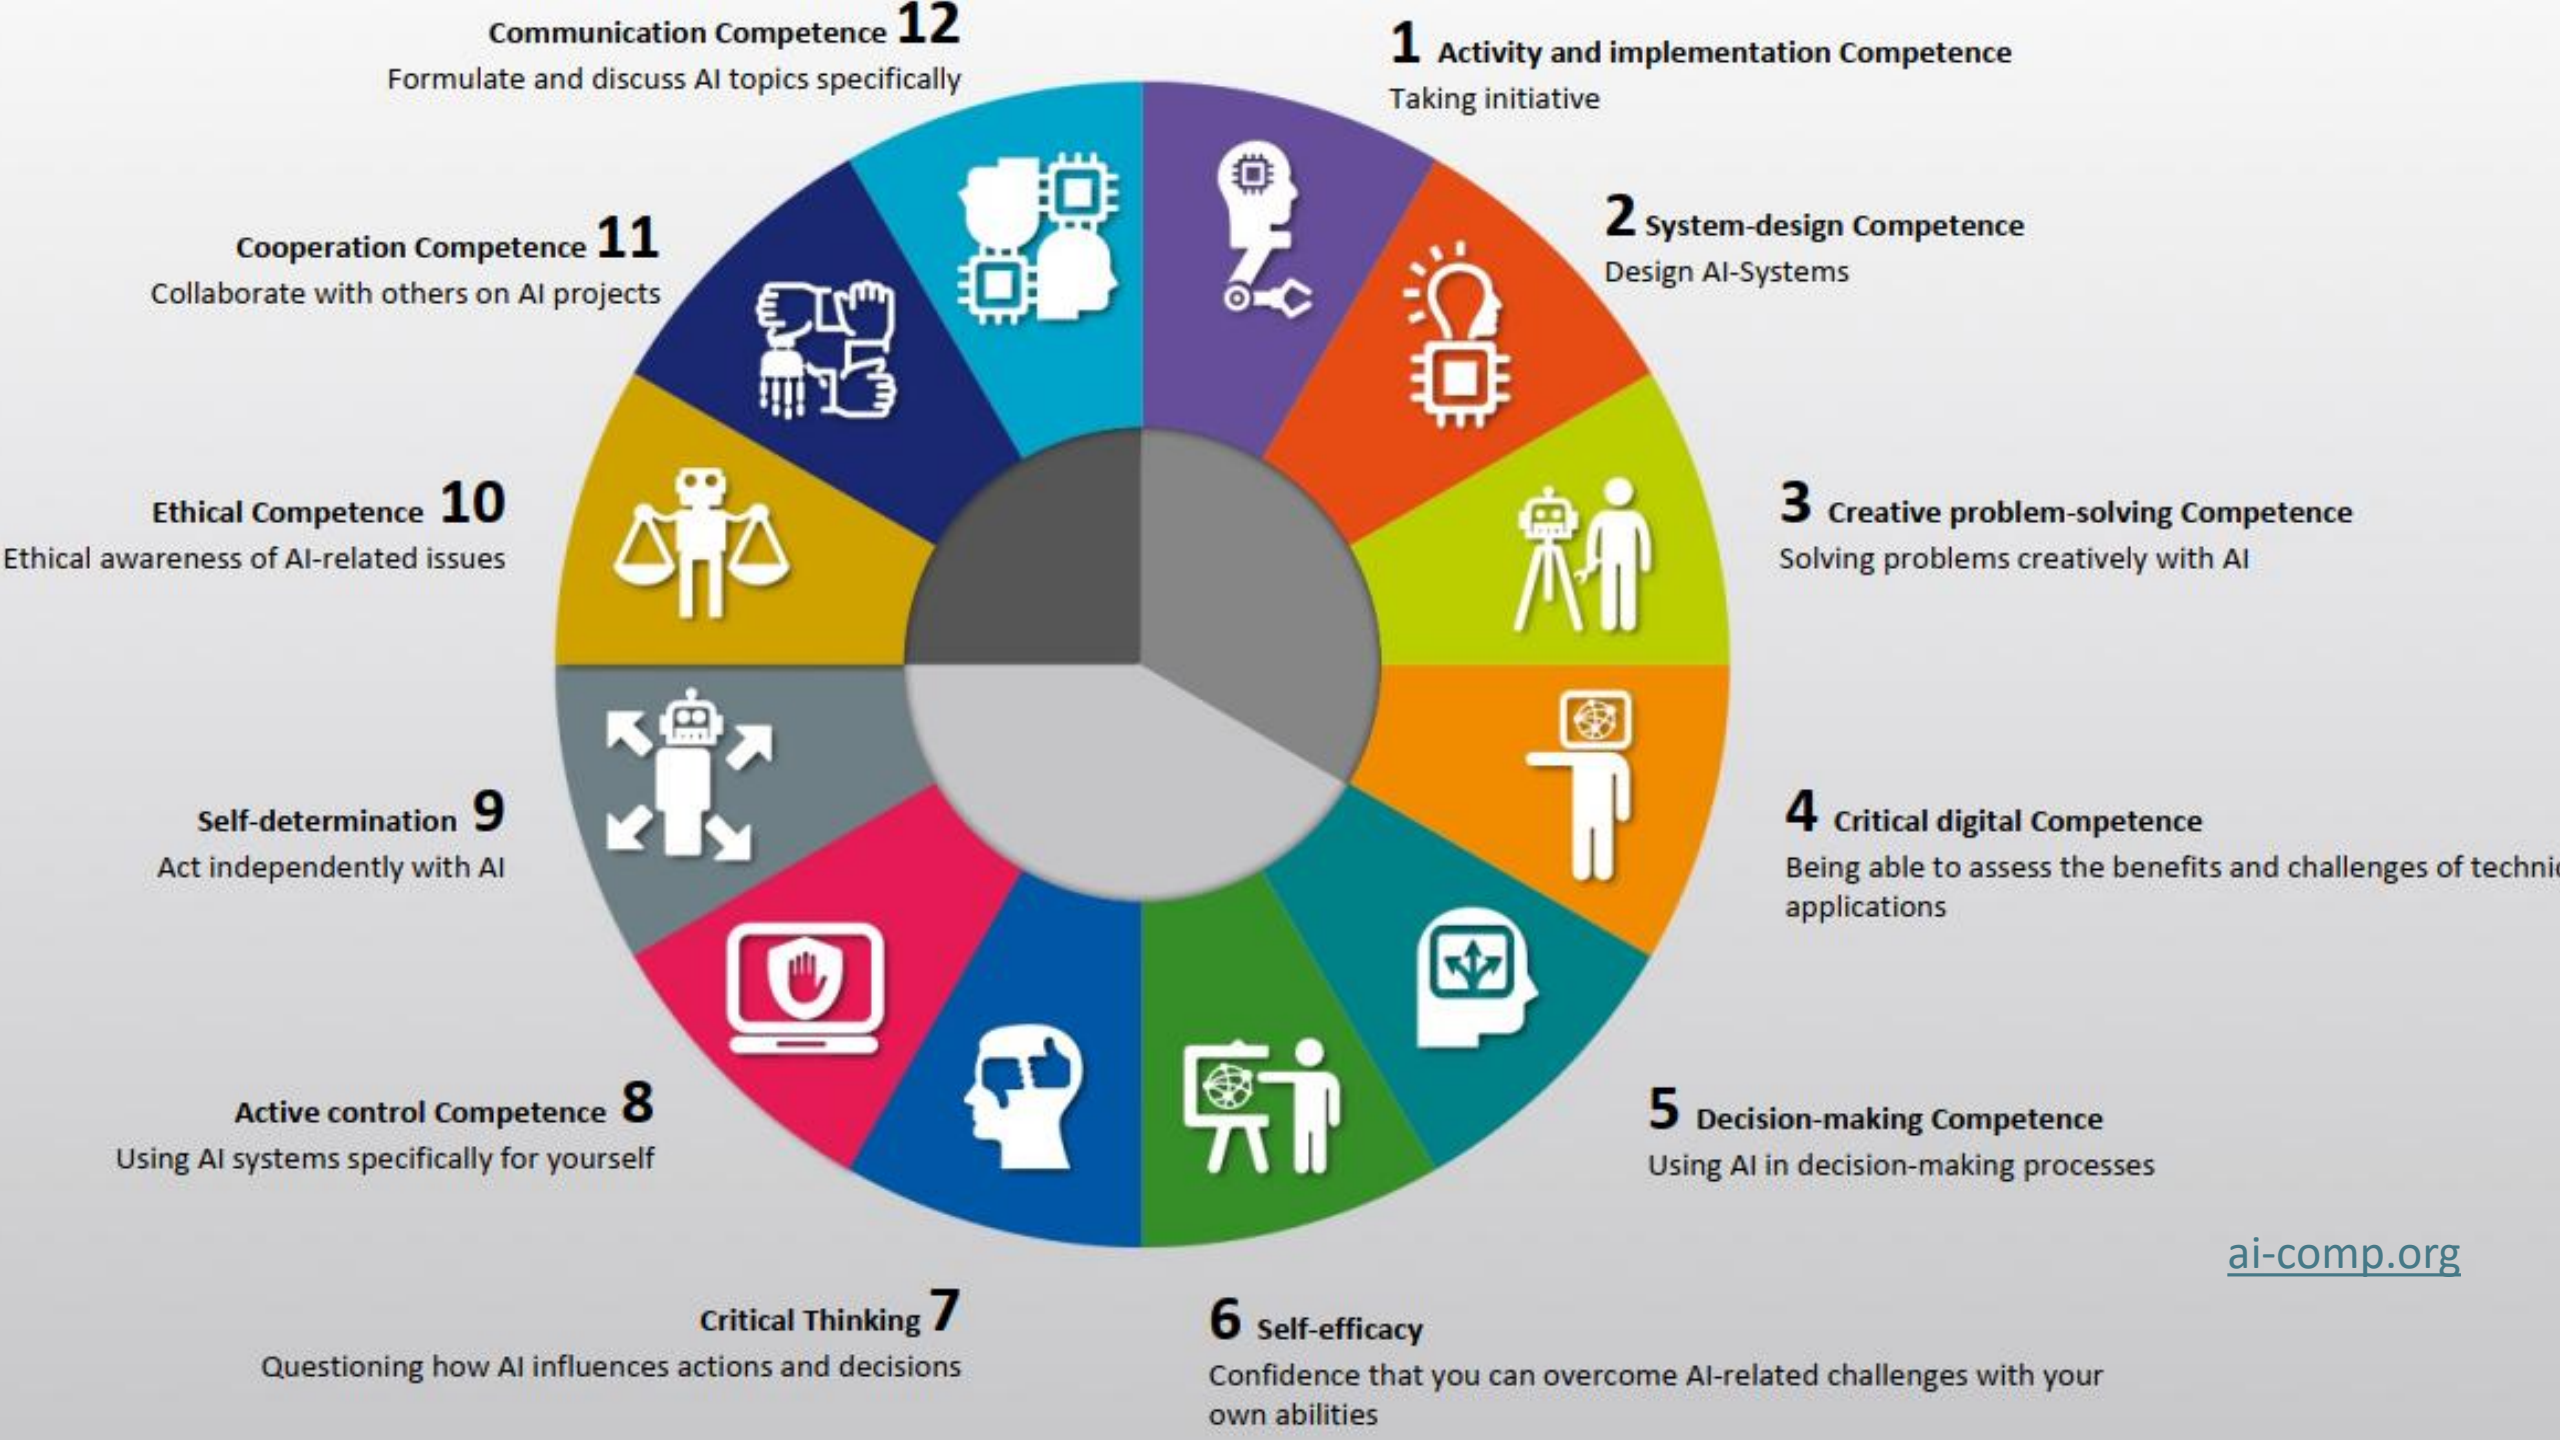 Communication Competence 12
Formulate and discuss AI topics specifically
1 Activity and implementation Competence
Taking initiative
2 System-design Competence
Design AI-Systems
3 Creative problem-solving Competence
Solving problems creatively with AI
4 Critical digital Competence
Being able to assess the benefits and challenges of
applications
5 Decision-making Competence
Using AI in decision-making processes
6 Self-efficacy
Confidence that you can overcome AI-related challenges with your
own abilities
Critical Thinking 7
Questioning how AI influences actions and decisions
Active control Competence 8
Using AI systems specifically for yourself
Self-determination 9
Act independently with AI
Ethical Competence 10
Ethical awareness of AI-related issues
Cooperation Competence 11
Collaborate with others on AI projects
ai-comp.org